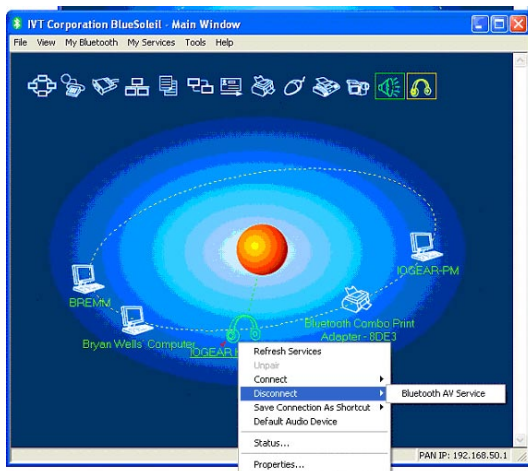 IVT Corporation BlueSoleil - Main Window
File View My Bluetooth My Services Tools Help
IOGEAR-PM
BREMM
Bluetooth Combo Print
Adapter - 8DE3
Bryan Wells' Computer
IOGEAR
Refresh Services
Unpair
Connect
Disconnect
Bluetooth AV Service
Save Connection As Shortcut
Default Audio Device
Status...
Properties...
PAN IP: 192.168.50.1